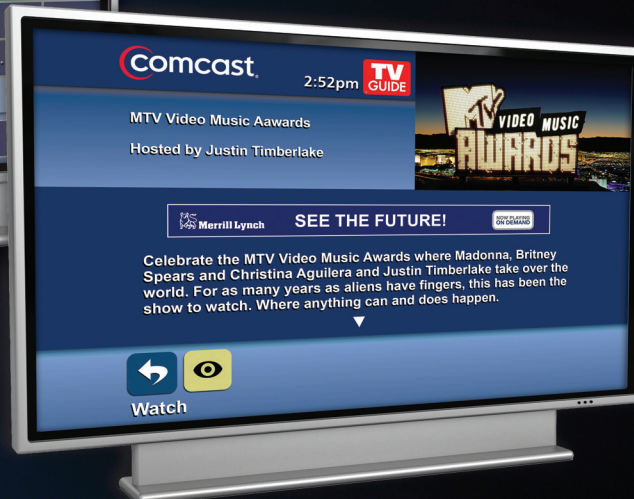 comcast.
2:52pm
TV
GUIDE
MTV Video Music Aawards
Hosted by Justin Timberlake
MTV VIDEO MUSIC
AWARDS
Merrill Lynch SEE THE FUTURE! NOW PLAYING
ON DEMAND
Celebrate the MTV Video Music Awards where Madonna, Britney
Spears and Christina Aguilera and Justin Timberlake take over the
world. For as many years as aliens have fingers, this has been the
show to watch. Where anything can and does happen.
Watch